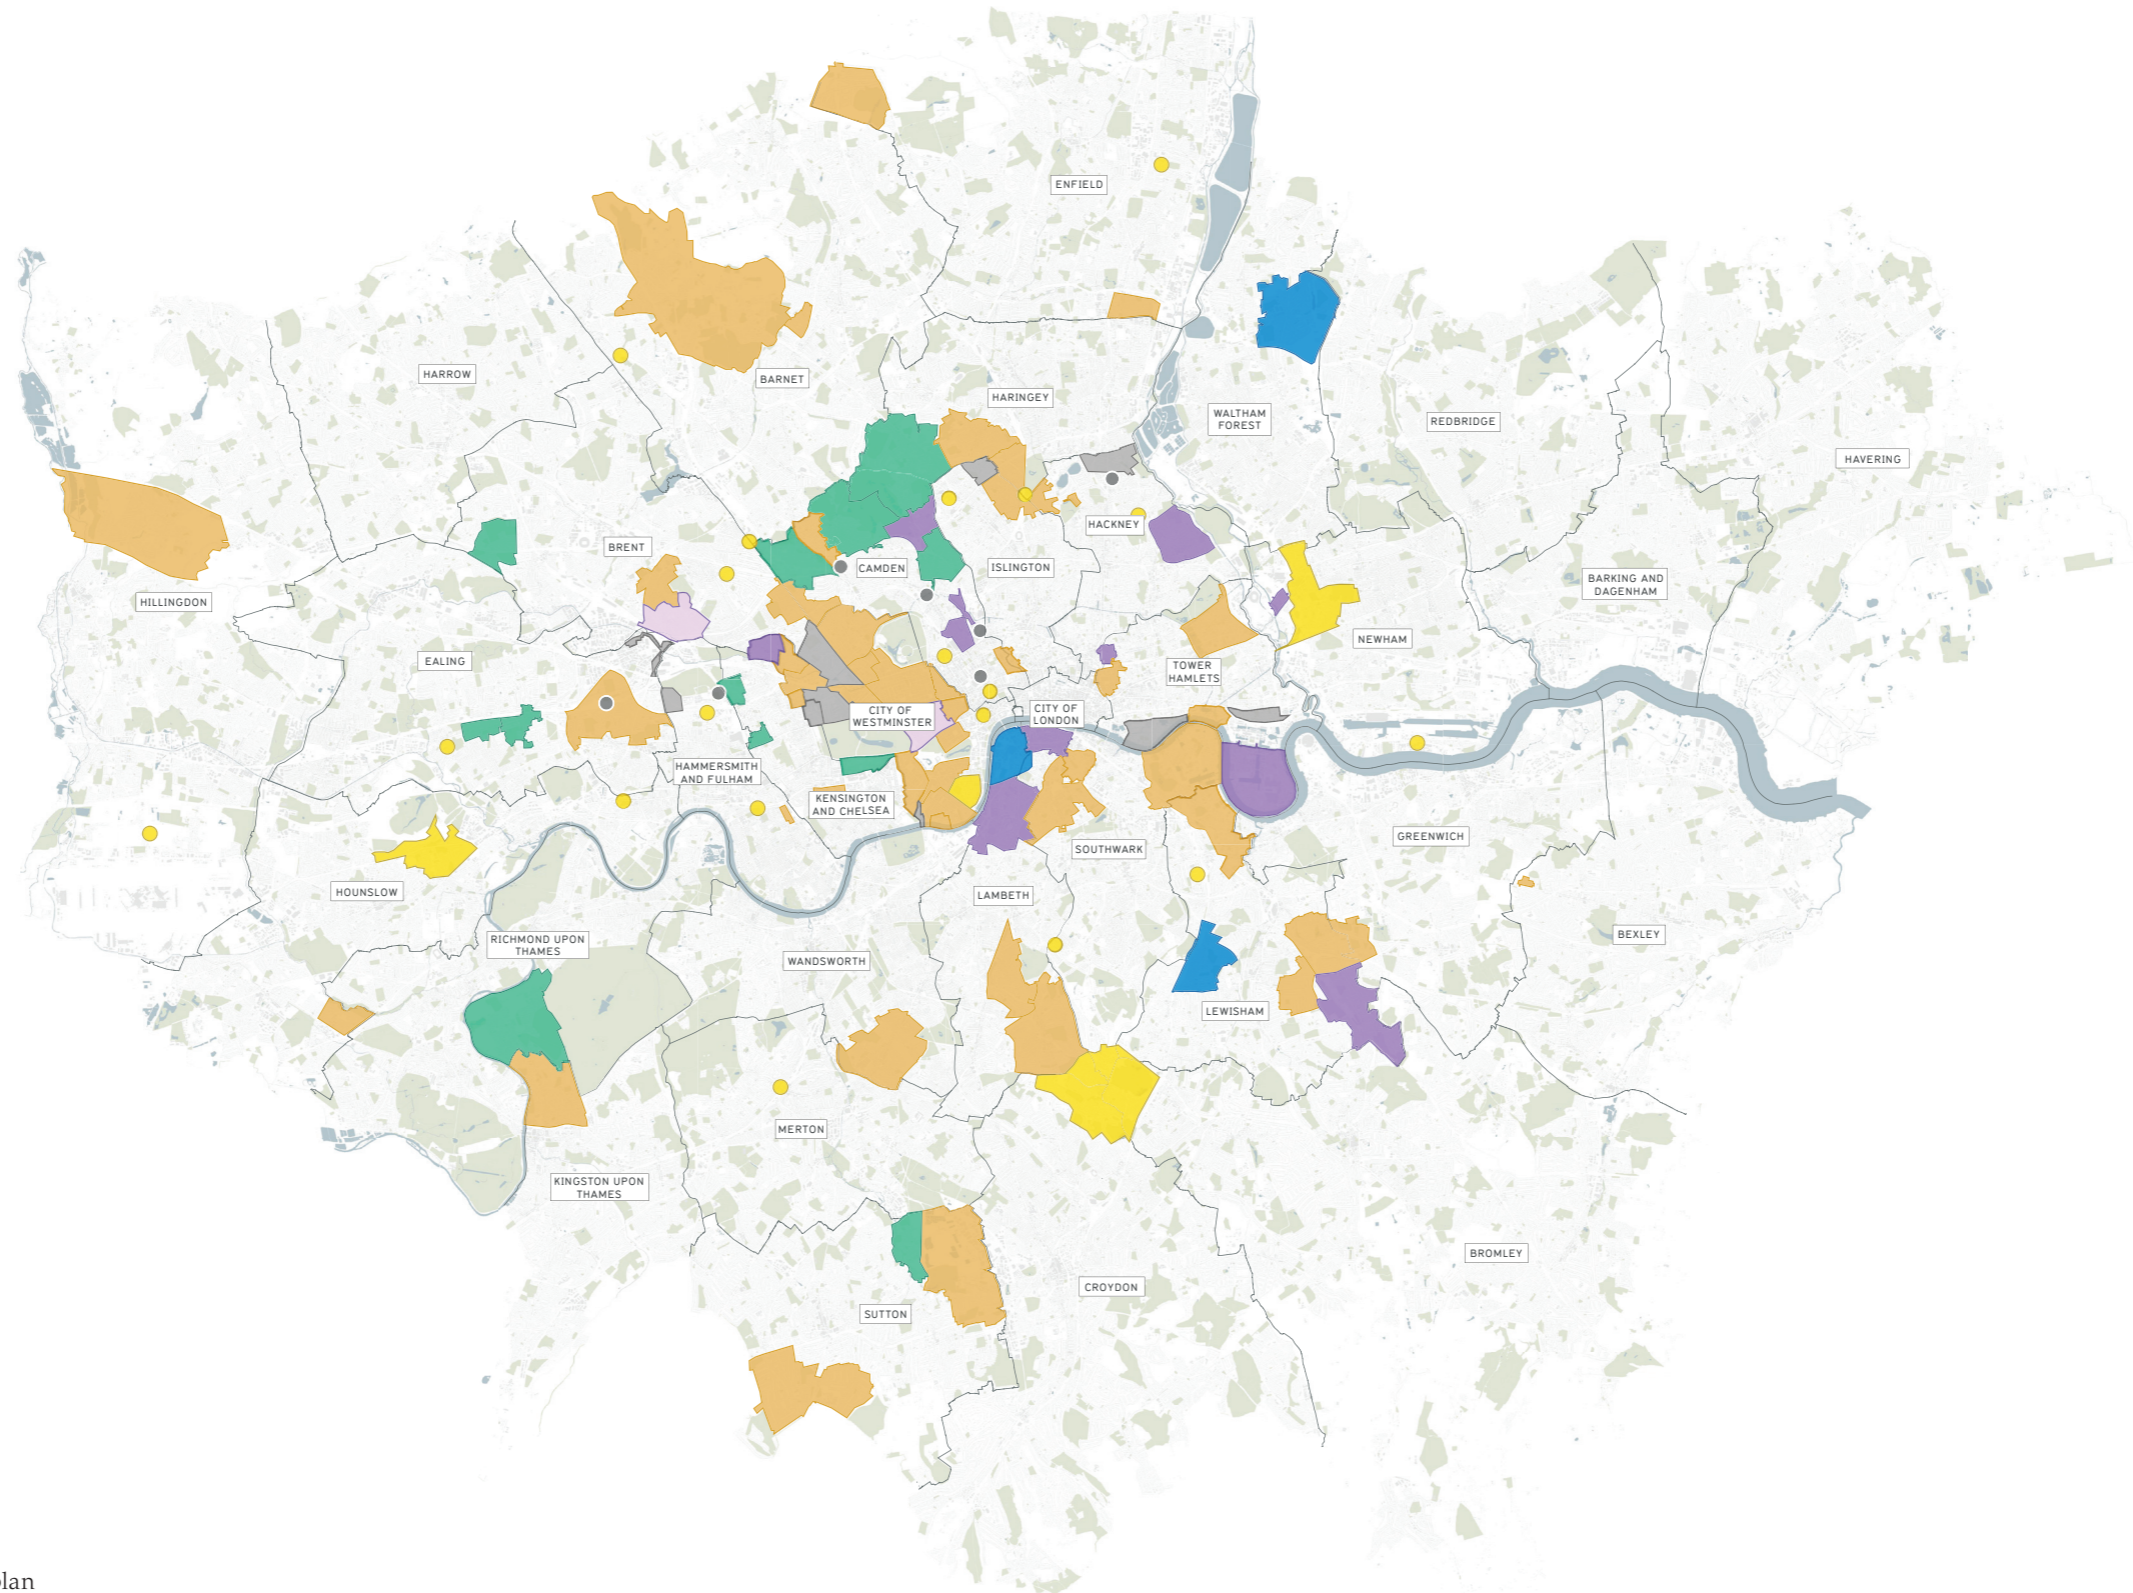 ENFIELD
HARROW
BARNET
HARINGEY
WALTHAM
FOREST
REDBRIDGE
HAVERING
HACKNEY
BRENT
CAMDEN
ISLINGTON
BARKING AND
DAGENHAM
HILLINGDON
NEWHAM
EALING
TOWER
HAMLETS
CITY OF
WESTMINSTER
CITY OF
LONDON
HAMMERSMITH
AND FULHAM
KENSINGTON
AND CHELSEA
GREENWICH
SOUTHWARK
HOUNSLOW
LAMBETH
BEXLEY
RICHMOND UPON
THAMES
WANDSWORTH
LEWISHAM
MERTON
KINGSTON UPON
THAMES
BROMLEY
CROYDON
SUTTON
lan